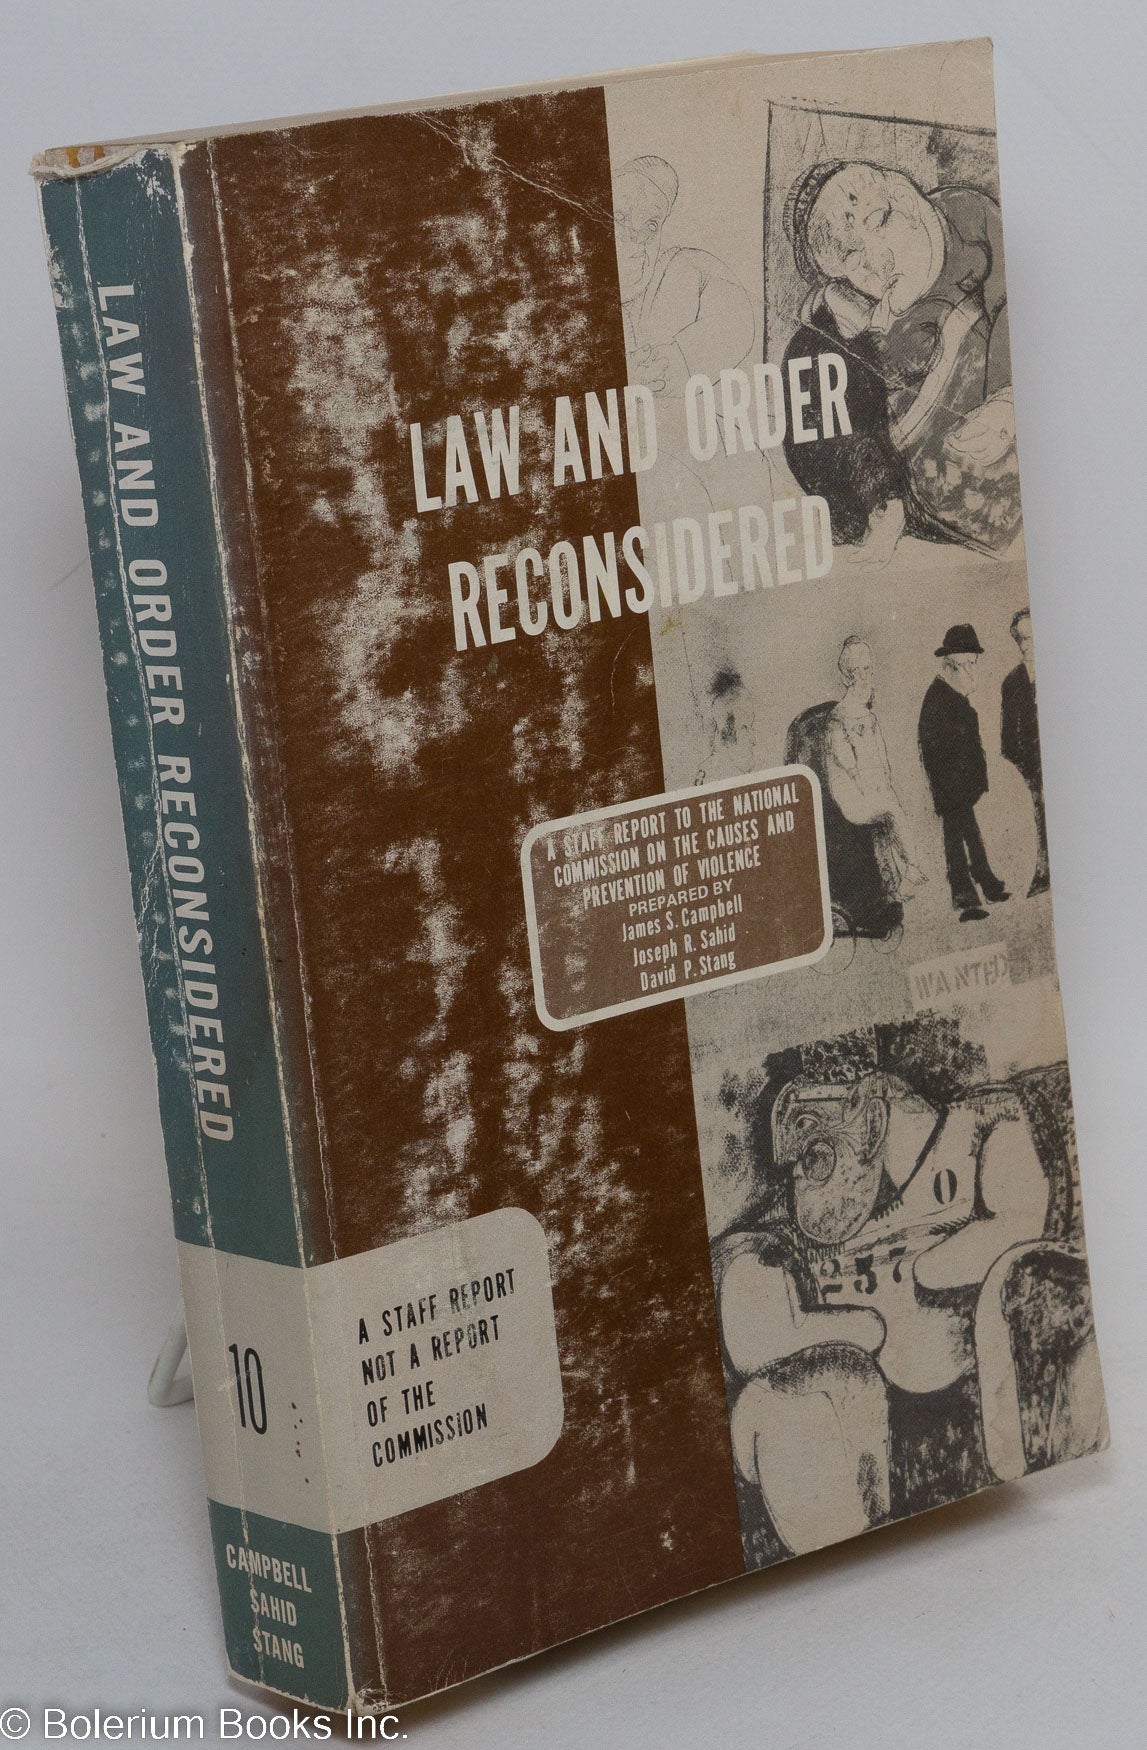 LAW AND ORDER RECONSIDERED
10
CAMPBELL
SAHID
STANG
LAW AND ORDER
RECONSIDERED
A STAFF REPORT TO THE NATIONAL
COMMISSION ON THE CAUSES AND
PREVENTION OF VIOLENCE
PREPARED BY
James S. Campbell
Joseph R. Sahid
David P. Stang
WANTED
0
237
A STAFF REPORT
NOT A REPORT
OF THE
COMMISSION
© Bolerium Books Inc.